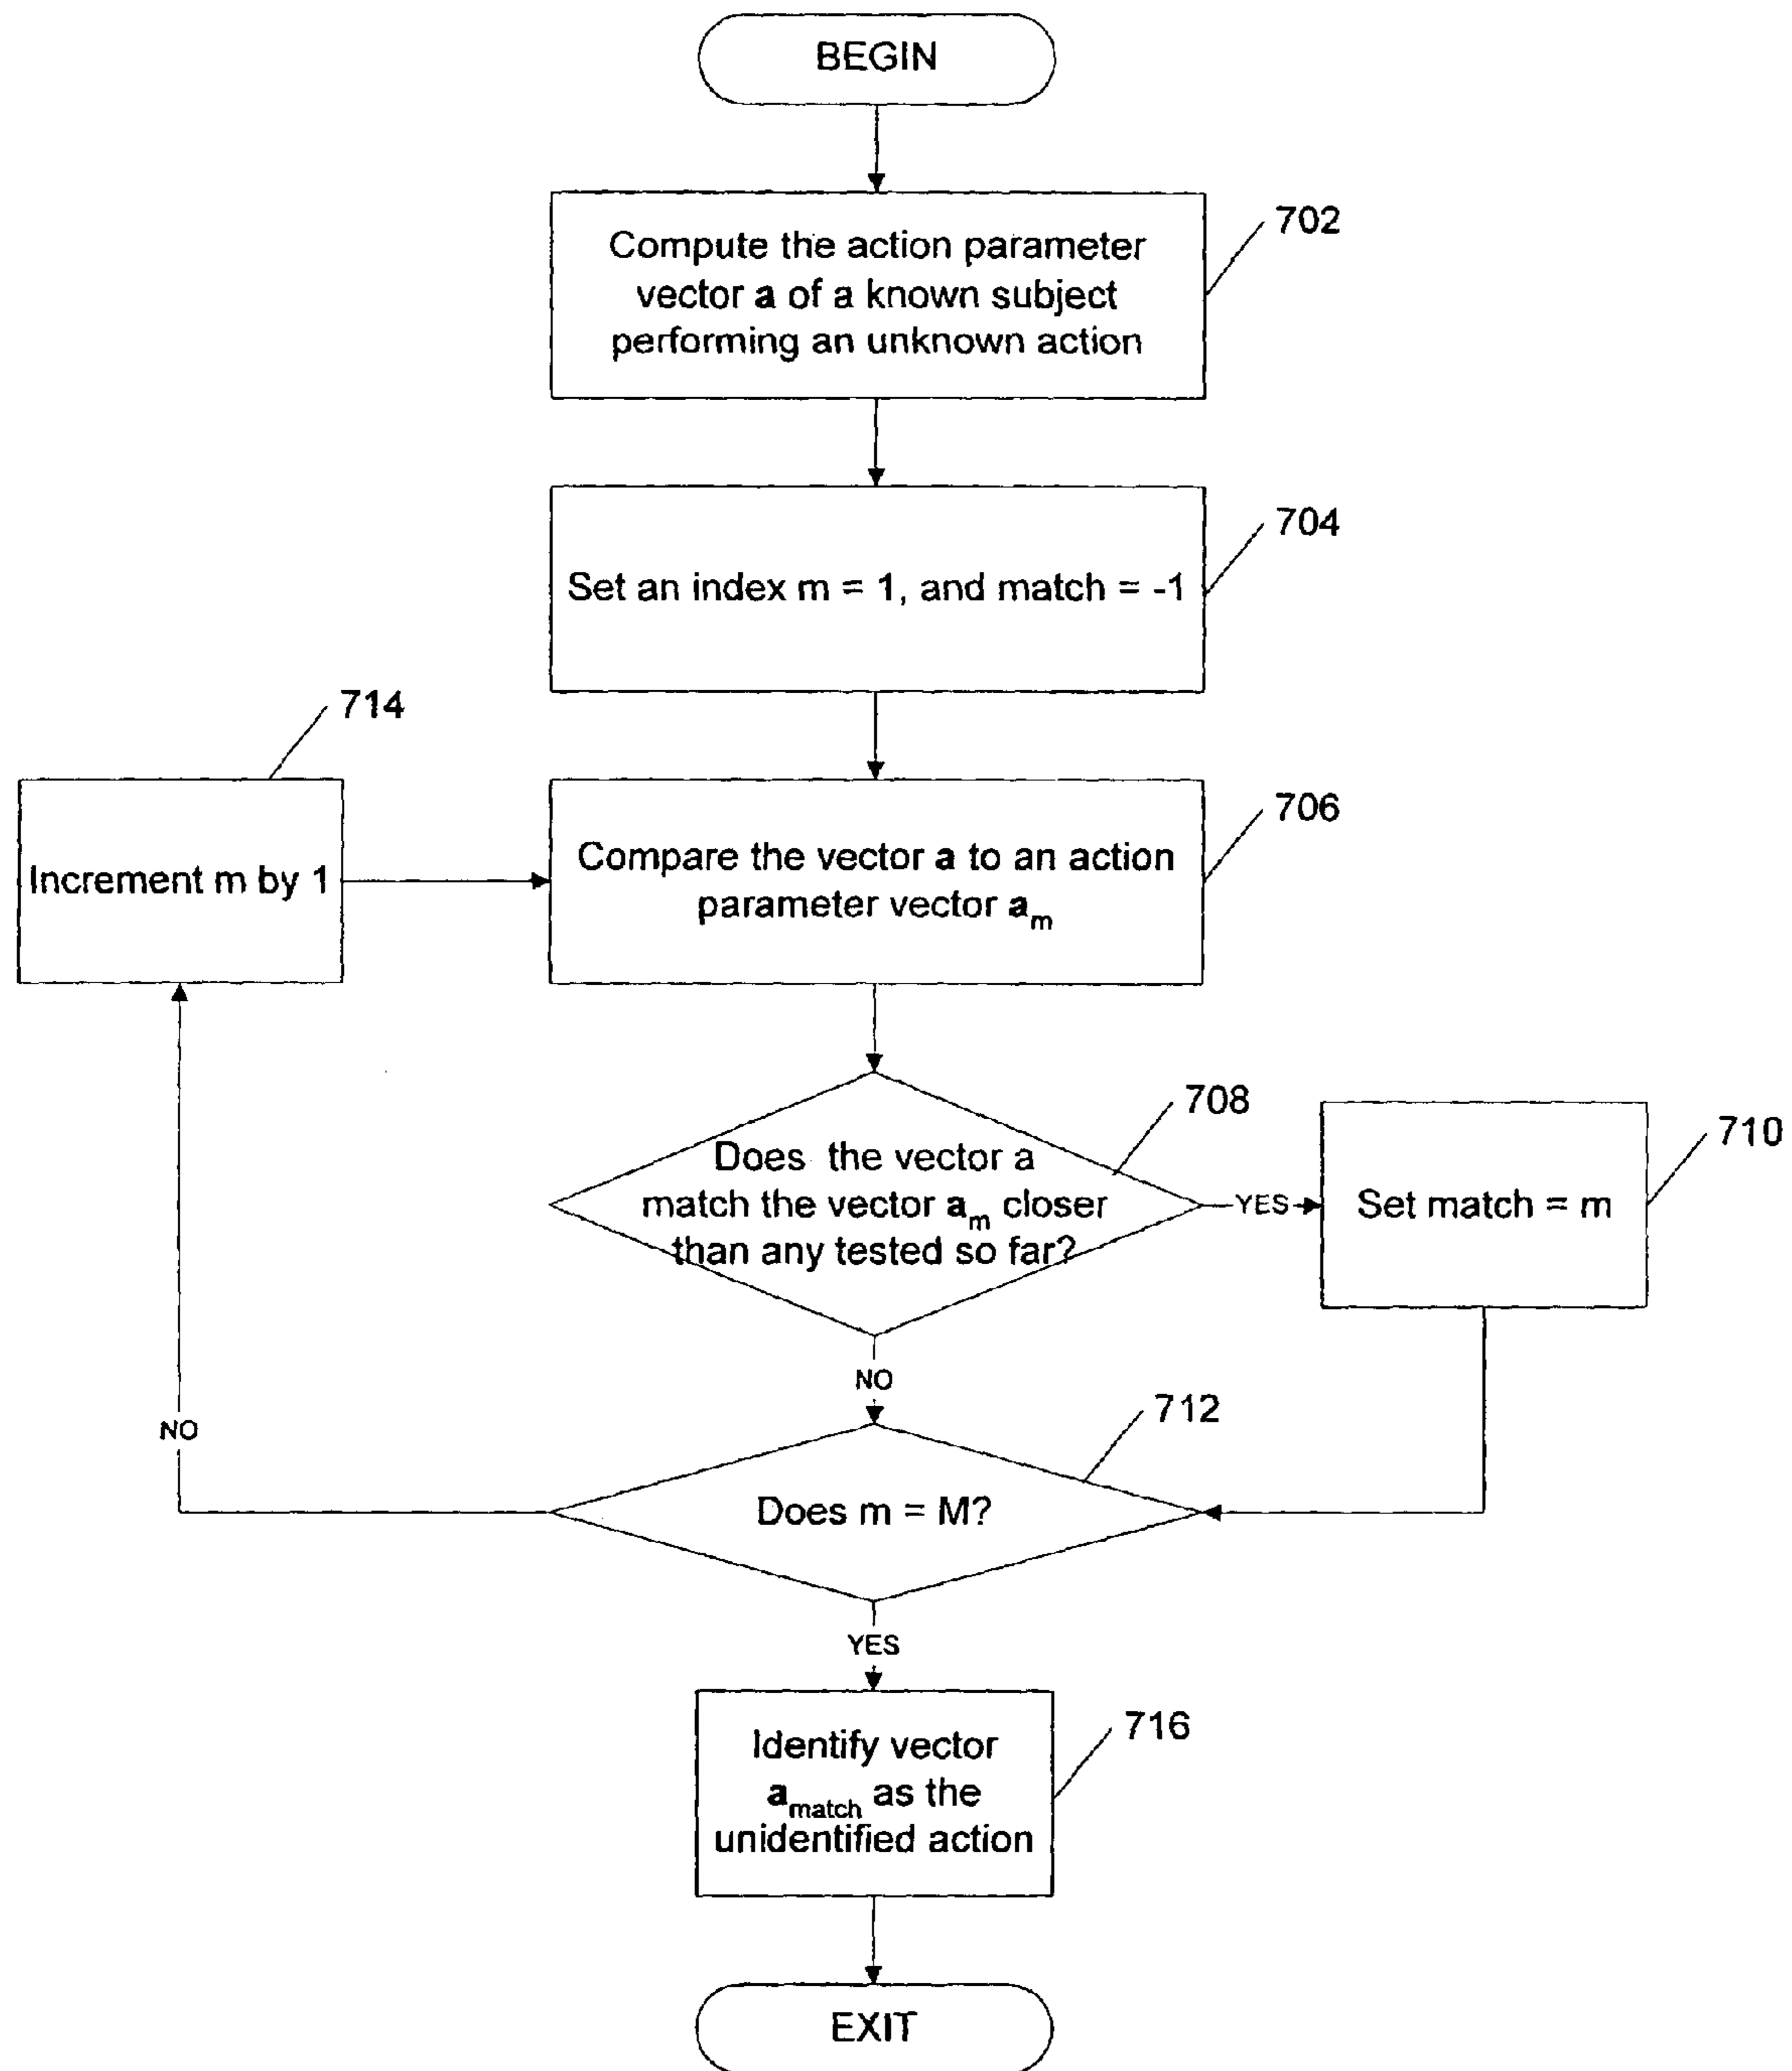 BEGIN
702
Compute the action parameter
vector a of a known subject
performing an unknown action
704
Set an index m = 1, and match = -1
714
Increment m by 1
706
Compare the vector a to an action
parameter vector am
708
Does the vector a
match the vector am closer
than any tested so far?
YES
710
Set match = m
NO
712
Does m = M?
NO
YES
716
Identify vector
amatch as the
unidentified action
EXIT